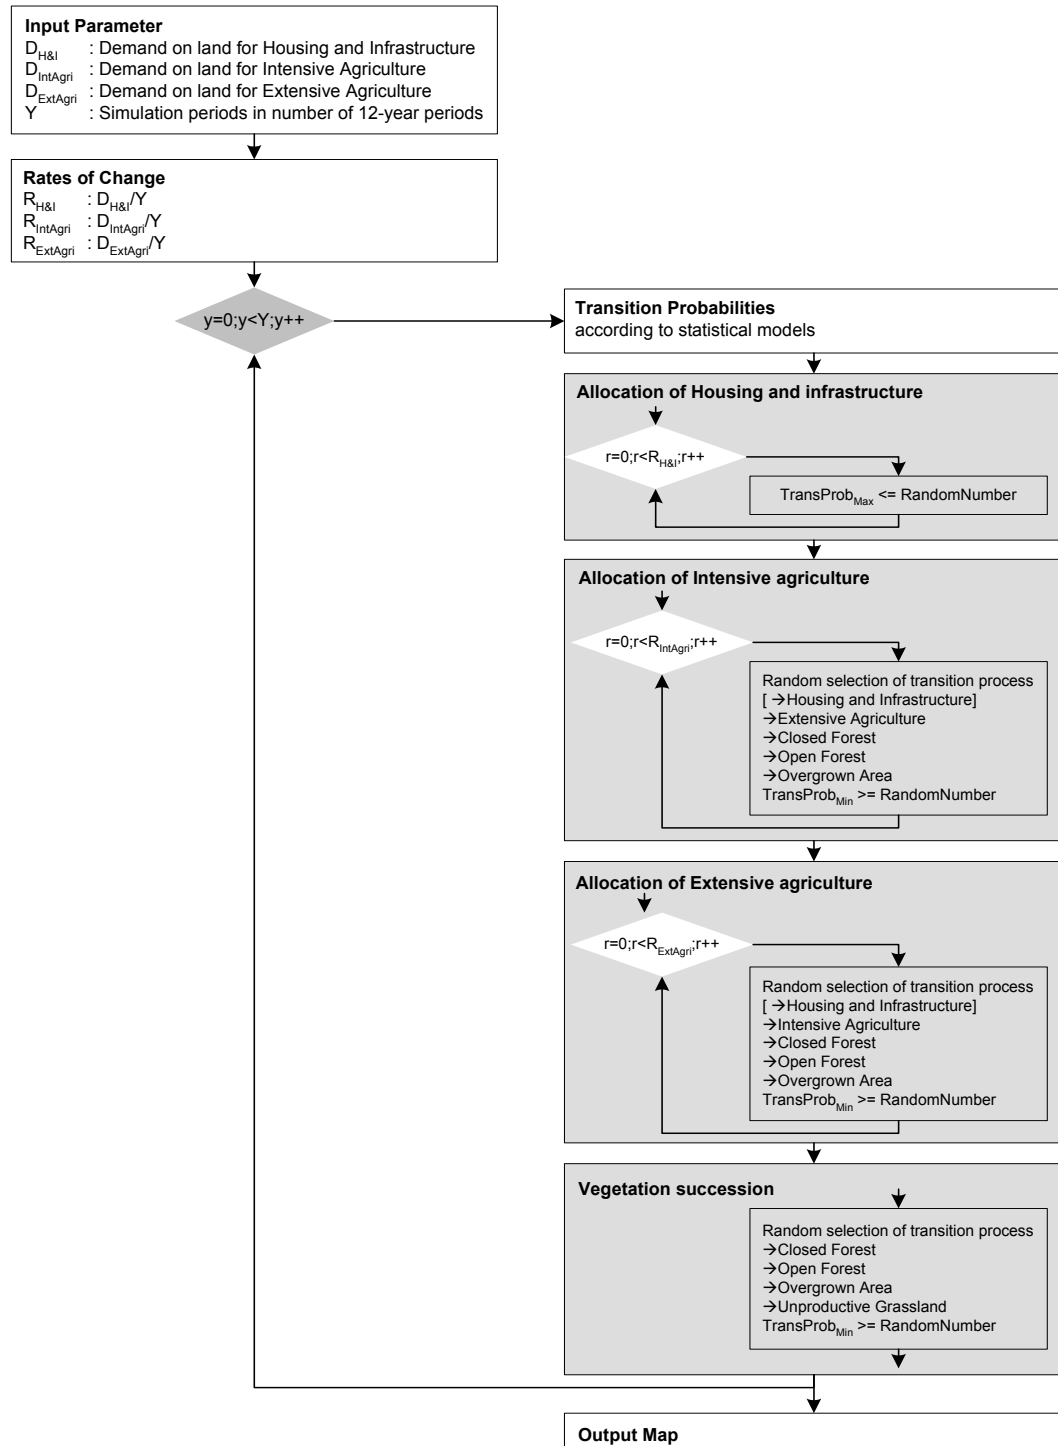 Input Parameter
D_H&I : Demand on land for Housing and Infrastructure
D_IntAgri : Demand on land for Intensive Agriculture
D_ExtAgri : Demand on land for Extensive Agriculture
Y : Simulation periods in number of 12-year periods
Rates of Change
R_H&I : D_H&I/Y
R_IntAgri : D_IntAgri/Y
R_ExtAgri : D_ExtAgri/Y
y=0;y<Y;y++
Transition Probabilities
according to statistical models
Allocation of Housing and infrastructure
r=0;r<R_H&I;r++
TransProb_Max <= RandomNumber
Allocation of Intensive agriculture
r=0;r<R_IntAgri;r++
Random selection of transition process
[ →Housing and Infrastructure]
→Extensive Agriculture
→Closed Forest
→Open Forest
→Overgrown Area
TransProb_Min >= RandomNumber
Allocation of Extensive agriculture
r=0;r<R_ExtAgri;r++
Random selection of transition process
[ →Housing and Infrastructure]
→Intensive Agriculture
→Closed Forest
→Open Forest
→Overgrown Area
TransProb_Min >= RandomNumber
Vegetation succession
Random selection of transition process
→Closed Forest
→Open Forest
→Overgrown Area
→Unproductive Grassland
TransProb_Min >= RandomNumber
Output Map